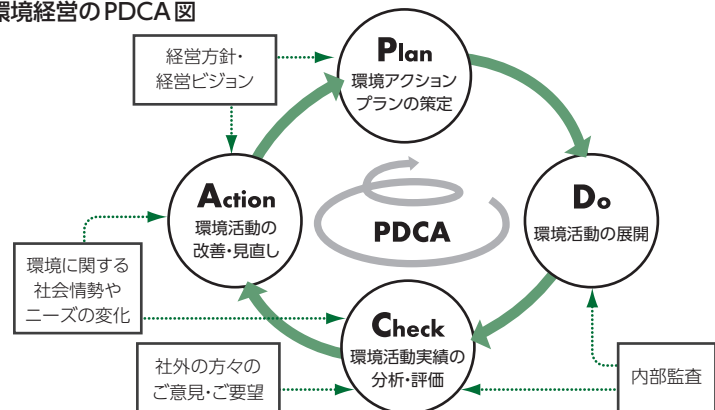 環境経営のPDCA図
経営方針・
経営ビジョン
Plan
環境アクション
プランの策定
Action
環境活動の
改善・見直し
PDCA
Do
環境活動の展開
環境に関する
社会情勢や
ニーズの変化
Check
環境活動実績の
分析・評価
社外の方々の
ご意見・ご要望
内部監査